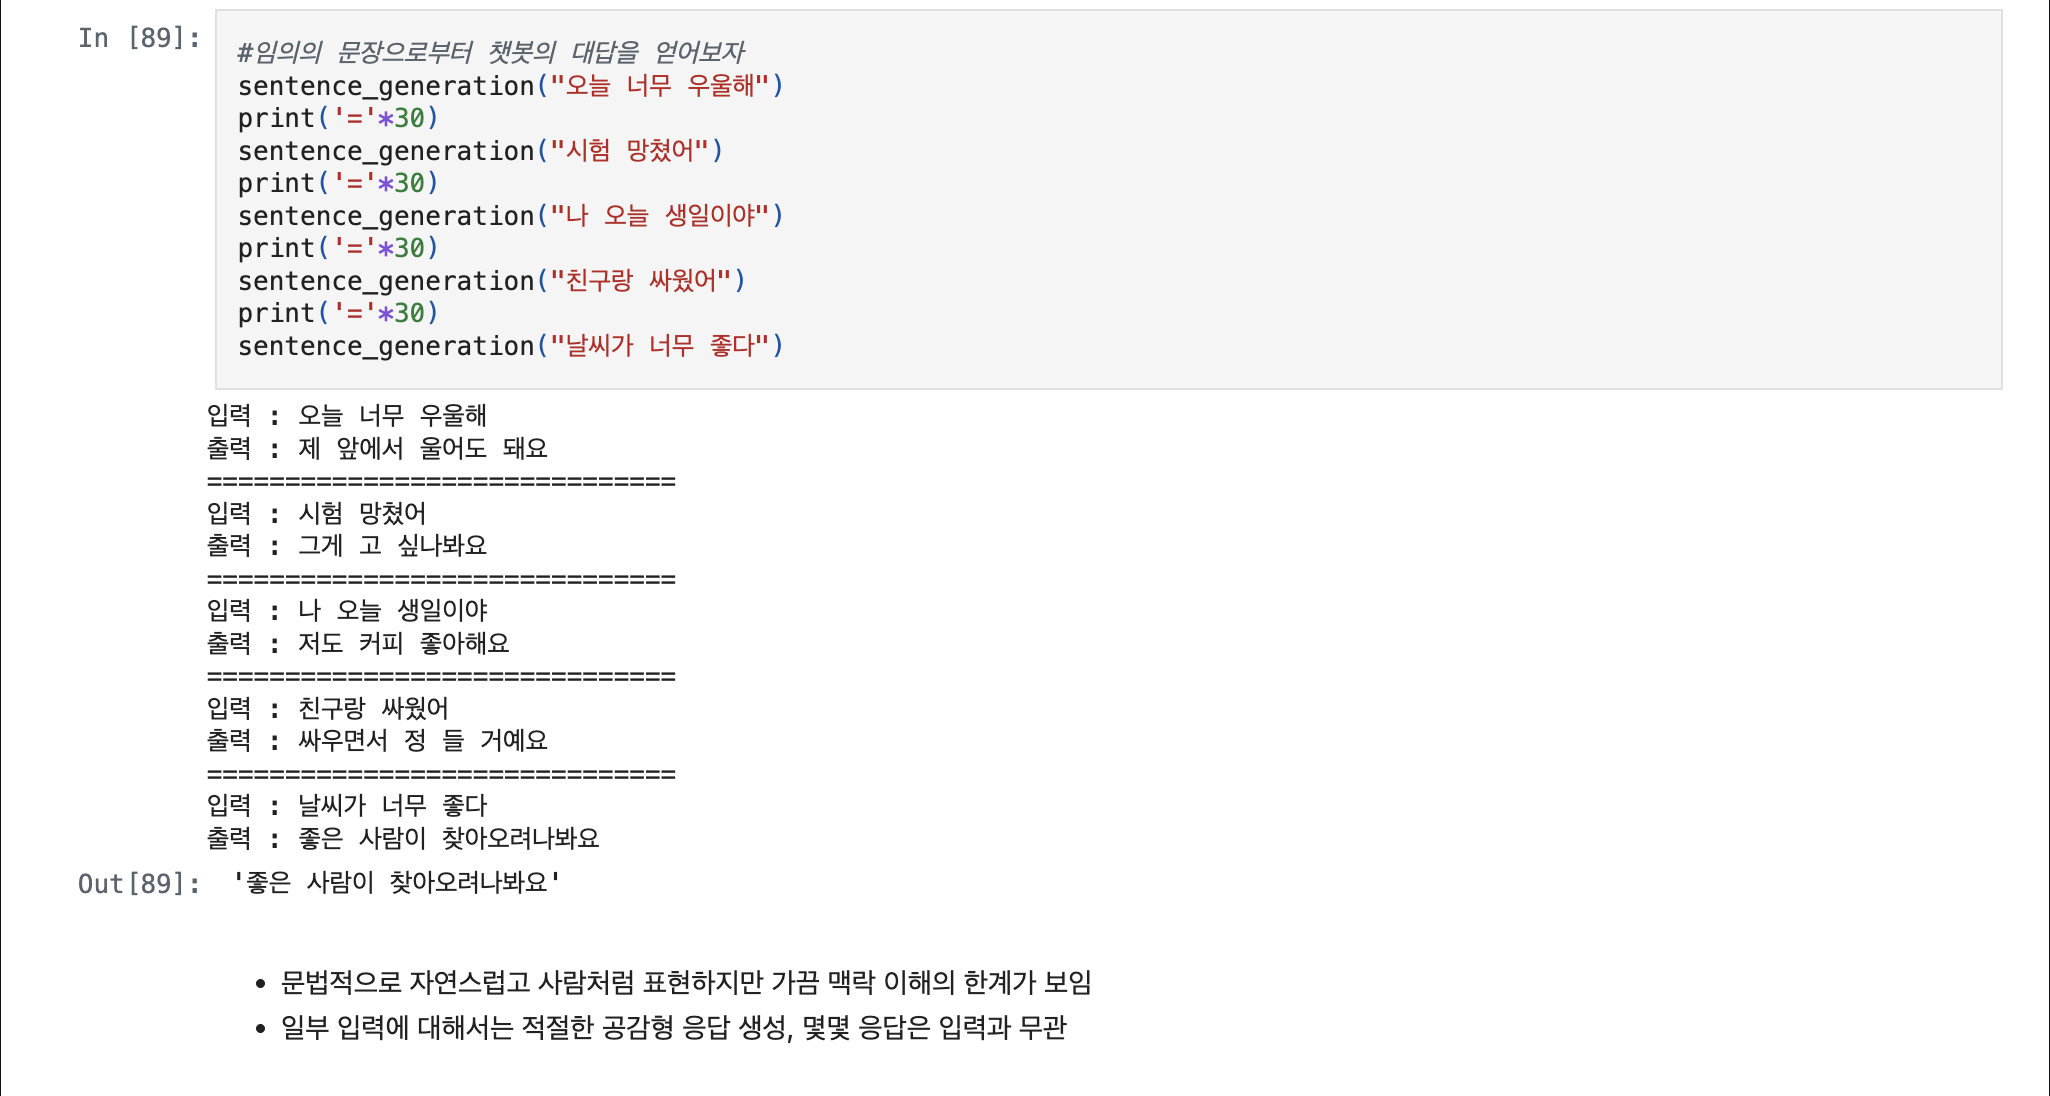 In [89]:
#임의의 문장으로부터 챗봇의 대답을 얻어보자
sentence_generation("오늘 너무 우울해")
print('='*30)
sentence_generation("시험 망쳤어")
print('='*30)
sentence_generation("나 오늘 생일이야")
print('='*30)
sentence_generation("친구랑 싸웠어")
print('='*30)
sentence_generation("날씨가 너무 좋다")
입력 : 오늘 너무 우울해
출력 : 제 앞에서 울어도 돼요
==============================
입력 : 시험 망쳤어
출력 : 그게 고 싶나봐요
==============================
입력 : 나 오늘 생일이야
출력 : 저도 커피 좋아해요
==============================
입력 : 친구랑 싸웠어
출력 : 싸우면서 정 들 거예요
==============================
입력 : 날씨가 너무 좋다
출력 : 좋은 사람이 찾아오려나봐요
Out[89]: '좋은 사람이 찾아오려나봐요'
• 문법적으로 자연스럽고 사람처럼 표현하지만 가끔 맥락 이해의 한계가 보임
• 일부 입력에 대해서는 적절한 공감형 응답 생성, 몇몇 응답은 입력과 무관